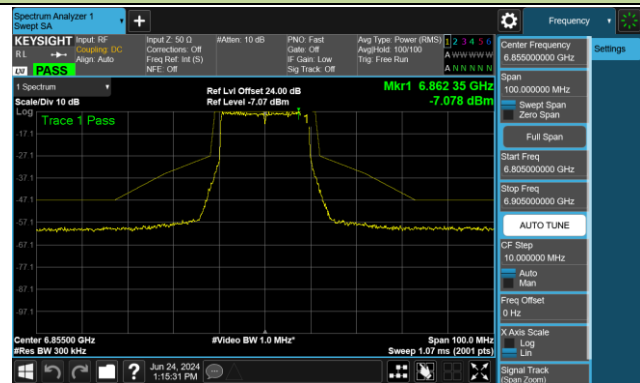 Spectrum Analyzer 1
Swept SA
Frequency
KEYSIGHT
RL
LXI
PASS
Input: RF
Coupling: DC
Align: Auto
Input Z: 50 Ω
Corrections: Off
Freq Ref: Int (S)
NFE: Off
#Atten: 10 dB
PNO: Fast
Gate: Off
IF Gain: Low
Sig Track: Off
Avg Type: Power (RMS)
Avg|Hold: 100/100
Trig: Free Run
1 2 3 4 5 6
A W W W W W
A N N N N N
1 Spectrum
Scale/Div 10 dB
Ref Lvl Offset 24.00 dB
Ref Level -7.07 dBm
Mkr1 6.862 35 GHz
-7.078 dBm
Log
Trace 1 Pass
1
-17.1
-27.1
-37.1
-47.1
-57.1
-67.1
-77.1
-87.1
-97.1
Center 6.85500 GHz
#Res BW 300 kHz
#Video BW 1.0 MHz*
Span 100.0 MHz
Sweep 1.07 ms (2001 pts)
Jun 24, 2024
1:15:31 PM
Center Frequency
6.855000000 GHz
Settings
Span
100.000000 MHz
Swept Span
Zero Span
Full Span
Start Freq
6.805000000 GHz
Stop Freq
6.905000000 GHz
AUTO TUNE
CF Step
10.000000 MHz
Auto
Man
Freq Offset
0 Hz
X Axis Scale
Log
Lin
Signal Track
(Span Zoom)